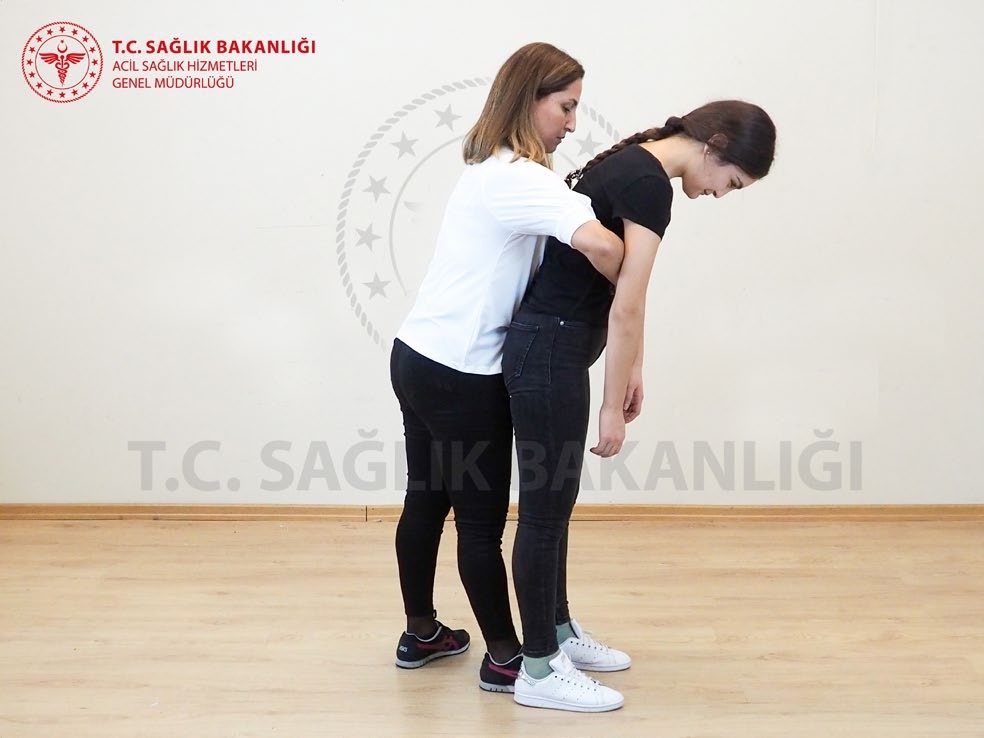 T.C. SAĞLIK BAKANLIĞI
ACİL SAĞLIK HİZMETLERİ
GENEL MÜDÜRLÜĞÜ
T.C. SAĞLIK BAKANLIĞI